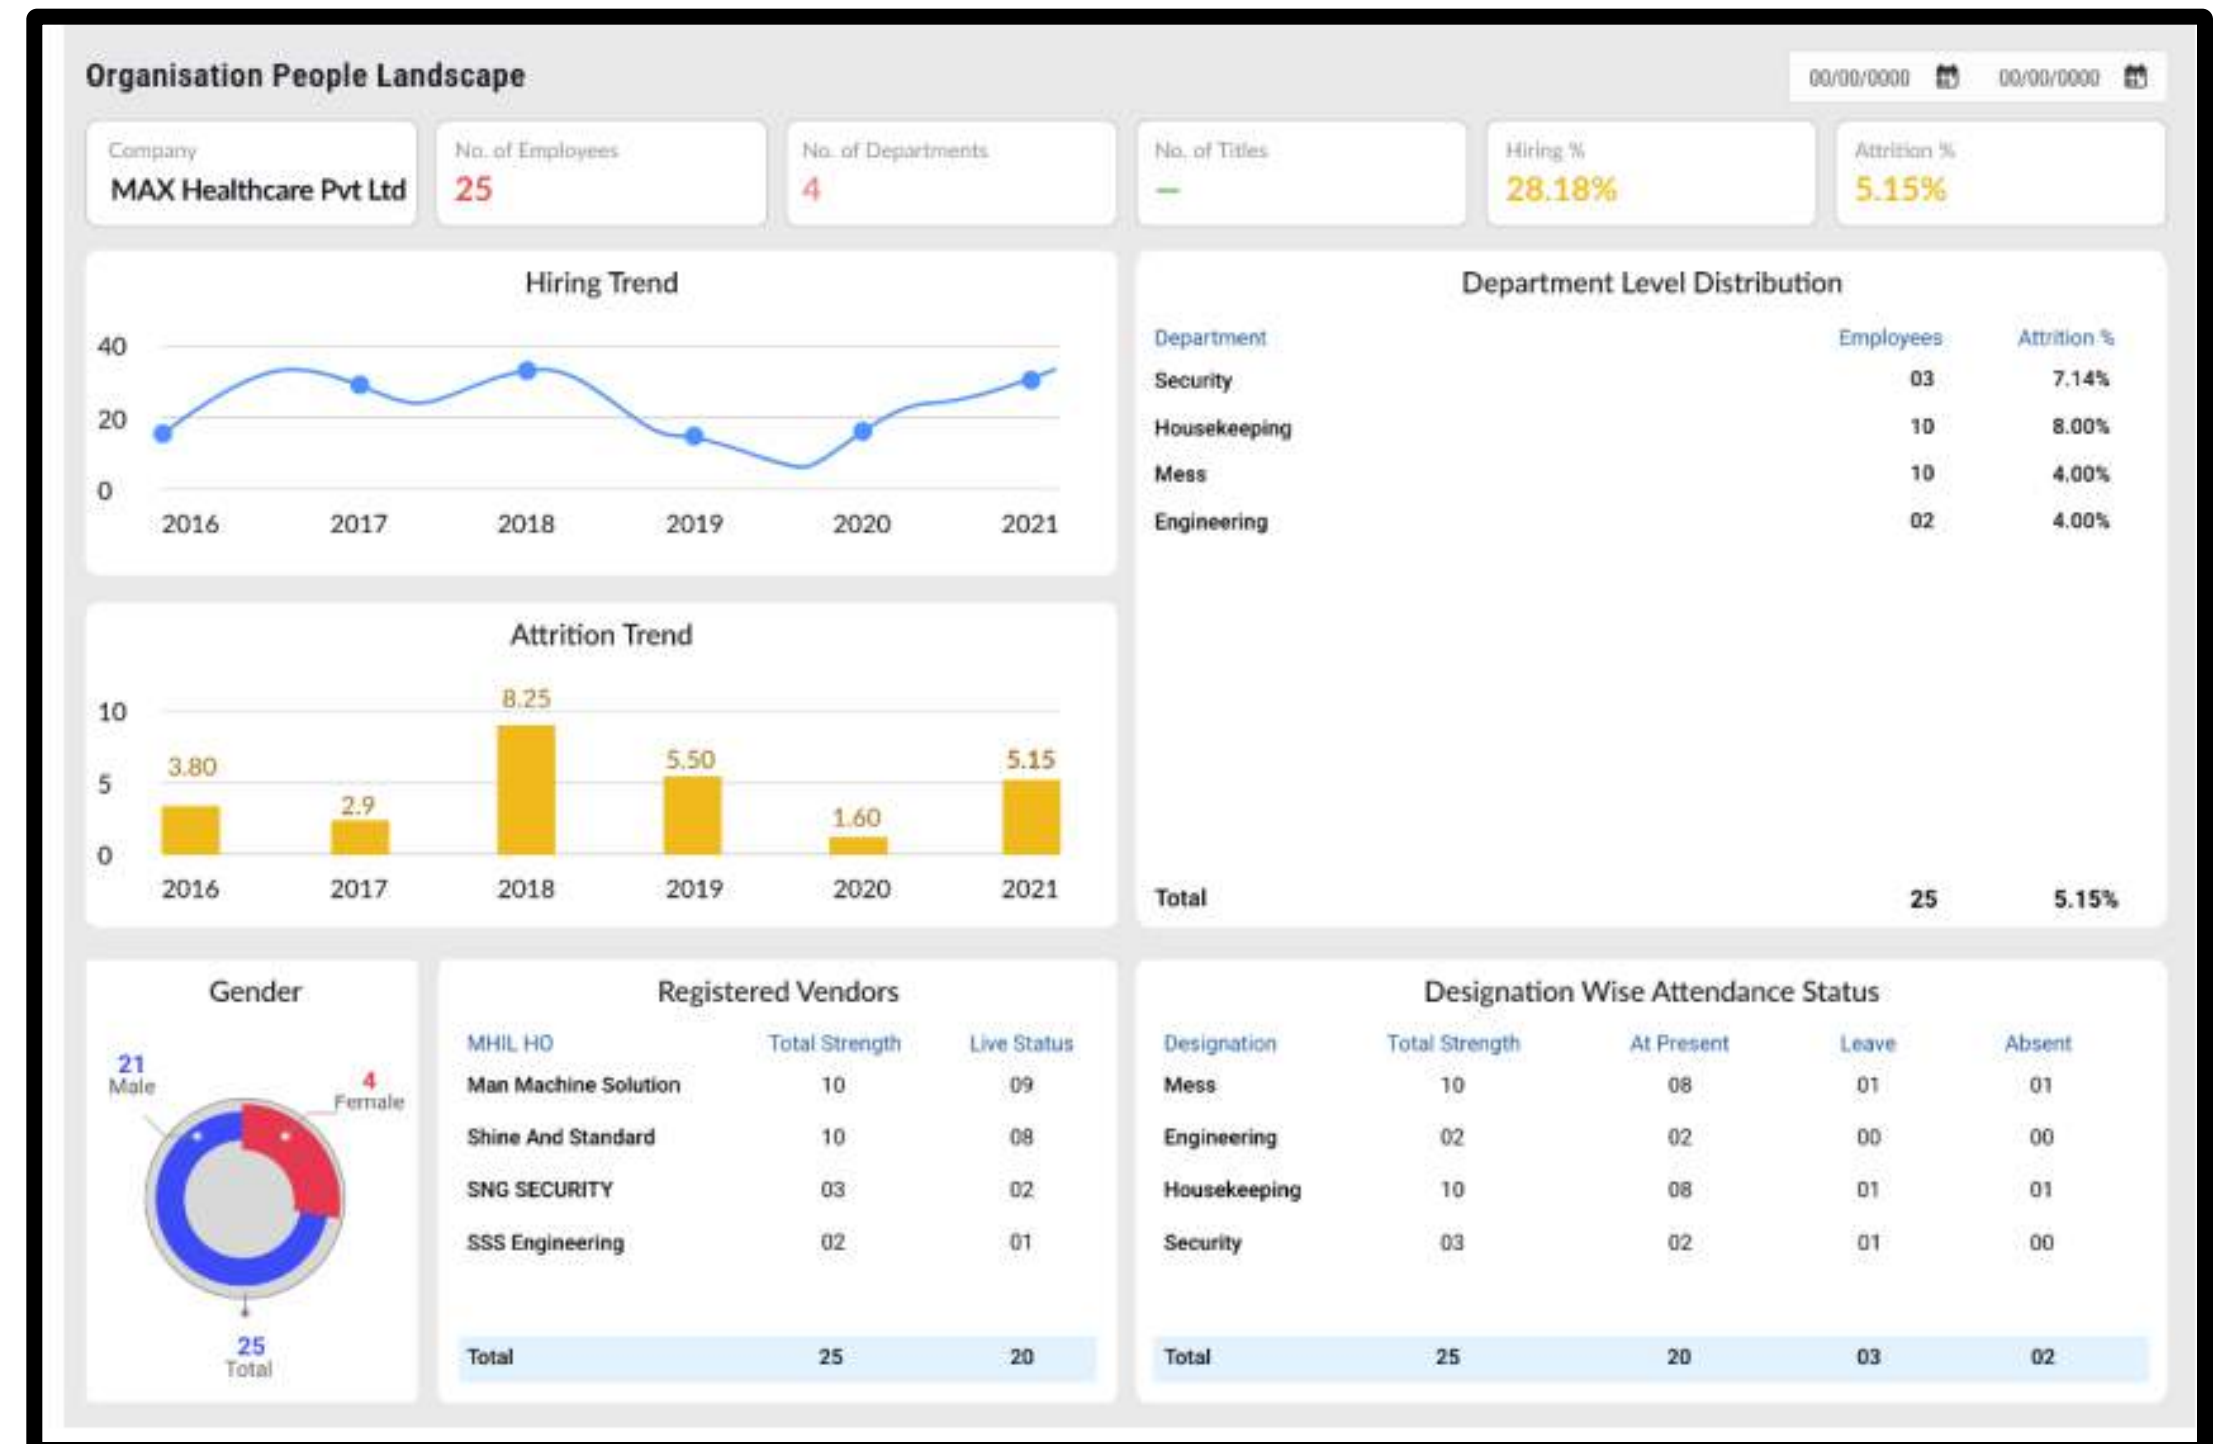 Organisation People Landscape
00/00/0000 00/00/0000
Company
MAX Healthcare Pvt Ltd
No. of Employees
25
No. of Departments
4
No. of Titles
–
Hiring %
28.18%
Attrition %
5.15%
Hiring Trend
40
20
0
2016 2017 2018 2019 2020 2021
Attrition Trend
10
5
0
3.80 2.9 8.25 5.50 1.60 5.15
2016 2017 2018 2019 2020 2021
Department Level Distribution
Department Employees Attrition %
Security 03 7.14%
Housekeeping 10 8.00%
Mess 10 4.00%
Engineering 02 4.00%
Total 25 5.15%
Gender
21
Male
4
Female
25
Total
Registered Vendors
MHIL HO Total Strength Live Status
Man Machine Solution 10 09
Shine And Standard 10 08
SNG SECURITY 03 02
SSS Engineering 02 01
Total 25 20
Designation Wise Attendance Status
Designation Total Strength At Present Leave Absent
Mess 10 08 01 01
Engineering 02 02 00 00
Housekeeping 10 08 01 01
Security 03 02 01 00
Total 25 20 03 02